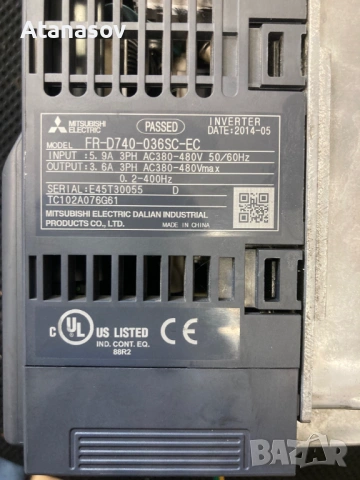 Atanasov
MITSUBISHI
ELECTRIC
PASSED
INVERTER
DATE:2014-05
MODEL FR-D740-036SC-EC
INPUT : 5.9A 3PH AC380-480V 50/60Hz
OUTPUT: 3.6A 3PH AC380-480Vmax
0.2-400Hz
SERIAL:E45T30055 D
TC102A076G61
MITSUBISHI ELECTRIC DALIAN INDUSTRIAL
PRODUCTS CO., LTD. MADE IN CHINA
C UL US LISTED CE
IND. CONT. EQ.
88R2
BAZAR